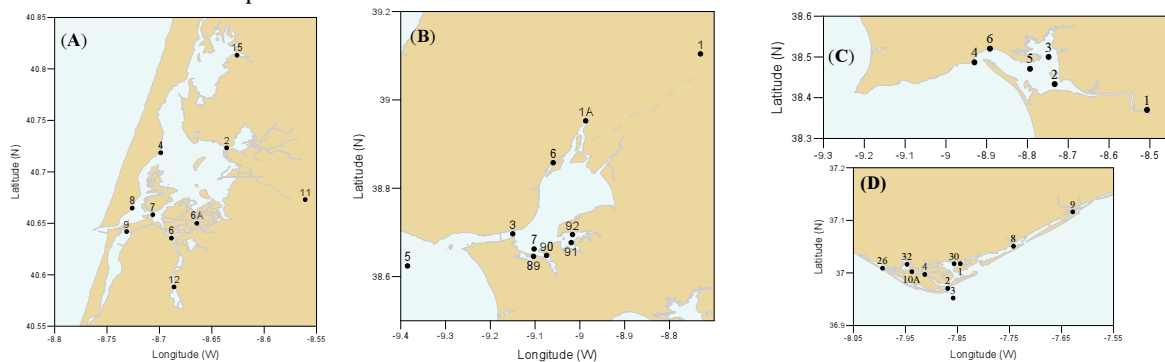 (A)
40.85
40.8
40.75
40.7
40.65
40.6
40.55
Latitude (N)
15
2
4
11
8
7
6A
9
6
12
-8.8 -8.75 -8.7 -8.65 -8.6 -8.55
Longitude (W)
(B)
39.2
39
38.8
38.6
Latitude (N)
1
1A
6
3
92
7
90
91
89
5
-9.4 -9.3 -9.2 -9.1 -9 -8.9 -8.8
Longitude (W)
(C)
38.6
38.5
38.4
38.3
Latitude (N)
6
4
3
5
2
1
-9.3 -9.2 -9.1 -9 -8.9 -8.8 -8.7 -8.6 -8.5
(D)
37.2
37.1
37
36.9
Latitude (N)
9
8
26
32
30
4
1
10A
2
3
-8.05 -7.95 -7.85 -7.75 -7.65 -7.55
Longitude (W)